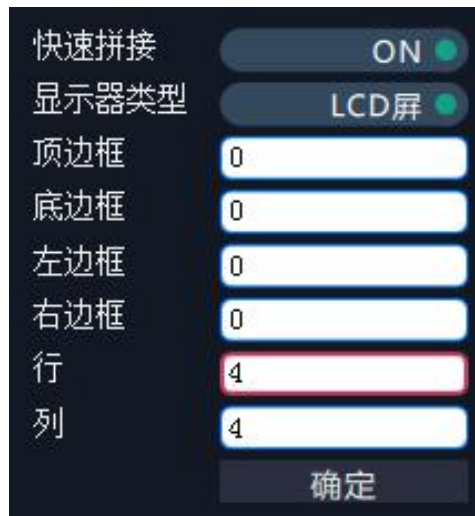 快速拼接 ON
显示器类型 LCD屏
顶边框 0
底边框 0
左边框 0
右边框 0
行 4
列 4
确定